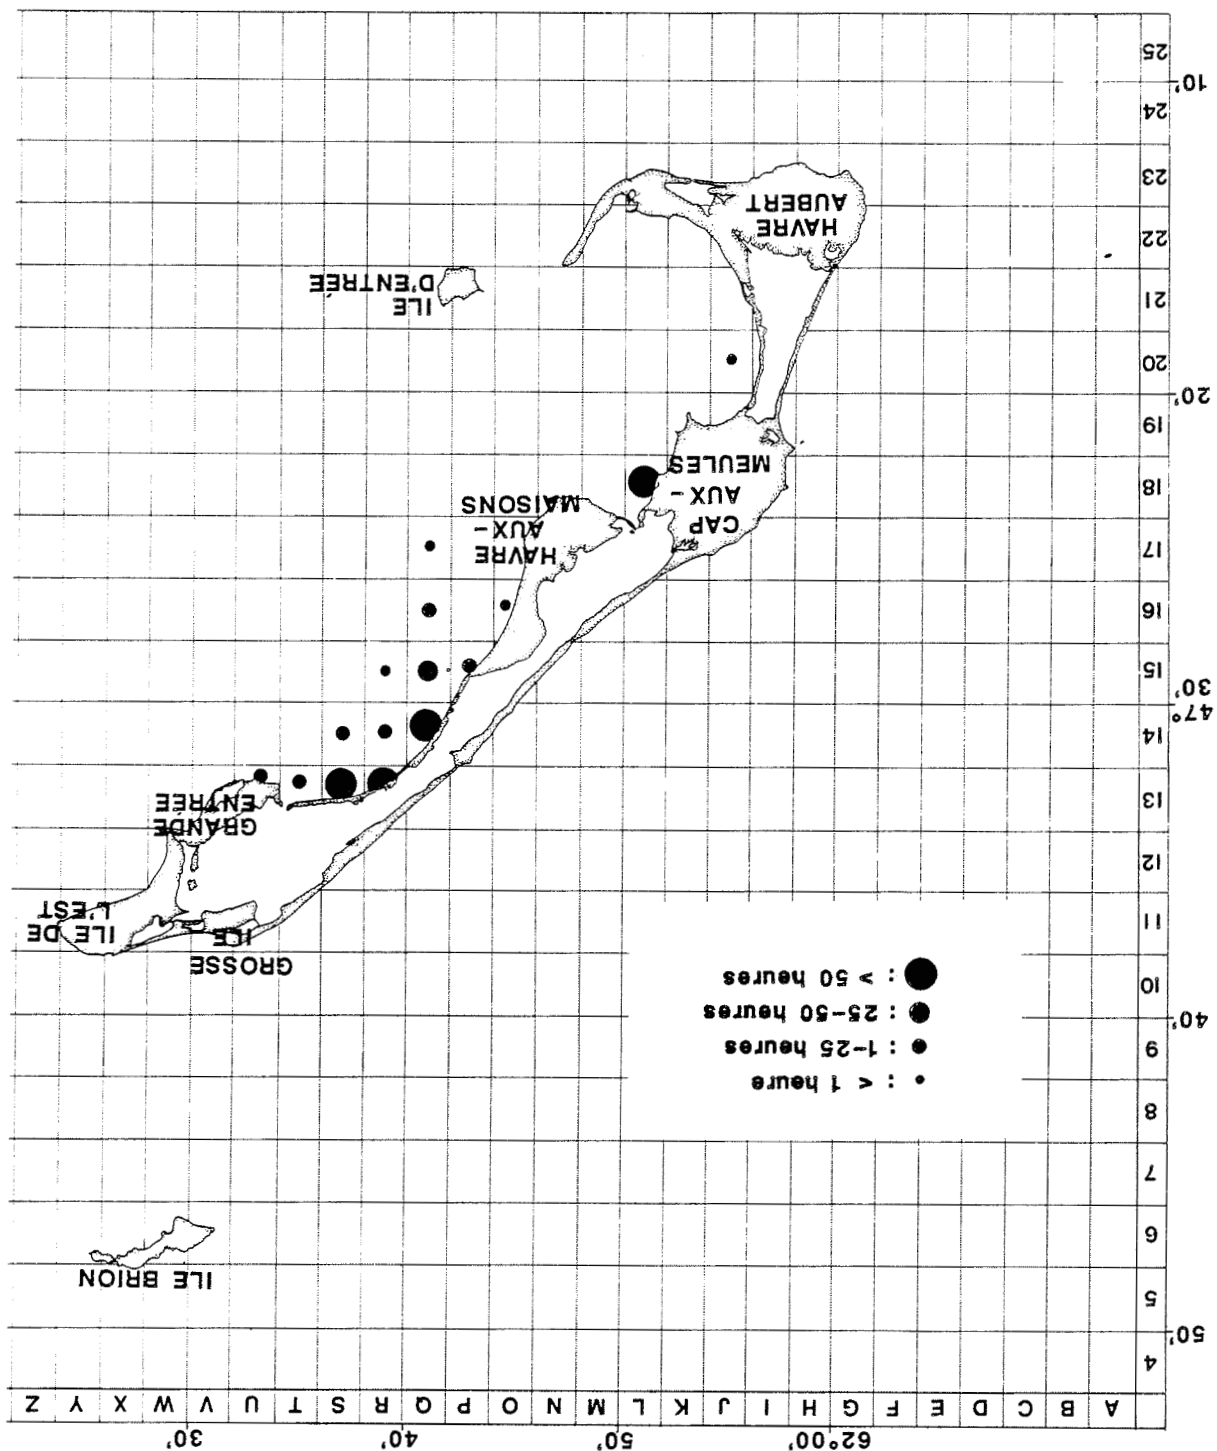 62°00' 50' 40' 30'
A B C D E F G H I J K L M N O P Q R S T U V W X Y Z
4
50'
5
ILE BRION
6
7
8
• : < 1 heure
● : 1-25 heures
9
● : 25-50 heures
40'
● : > 50 heures
10
GROSSE
ILE
ILE DE
L'EST
11
12
GRANDE
ENTRÉE
13
14
47°
30'
15
16
HAVRE
AUX-
MAISONS
17
CAP
AUX-
MEULES
18
19
20'
20
ILE
D'ENTRÉE
21
HAVRE
AUBERT
22
23
24
10'
25